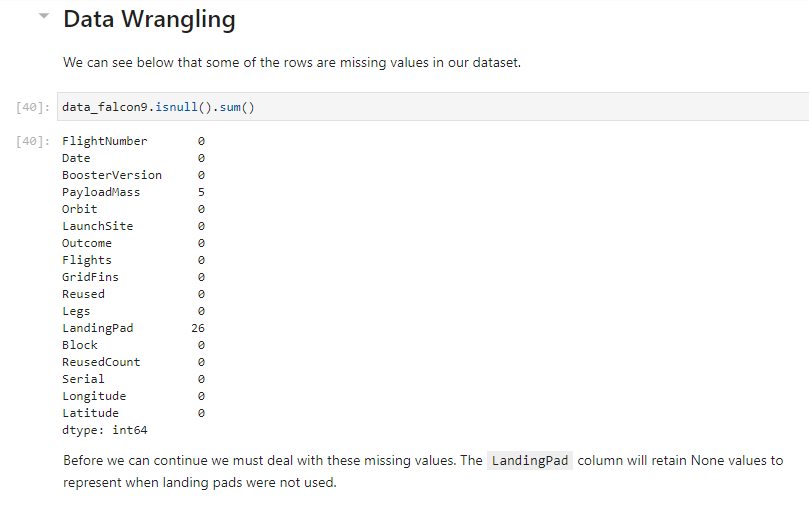 Data Wrangling
We can see below that some of the rows are missing values in our dataset.
[40]: data_falcon9.isnull().sum()
[40]: FlightNumber 0
Date 0
BoosterVersion 0
PayloadMass 5
Orbit 0
LaunchSite 0
Outcome 0
Flights 0
GridFins 0
Reused 0
Legs 0
LandingPad 26
Block 0
ReusedCount 0
Serial 0
Longitude 0
Latitude 0
dtype: int64
Before we can continue we must deal with these missing values. The LandingPad column will retain None values to
represent when landing pads were not used.